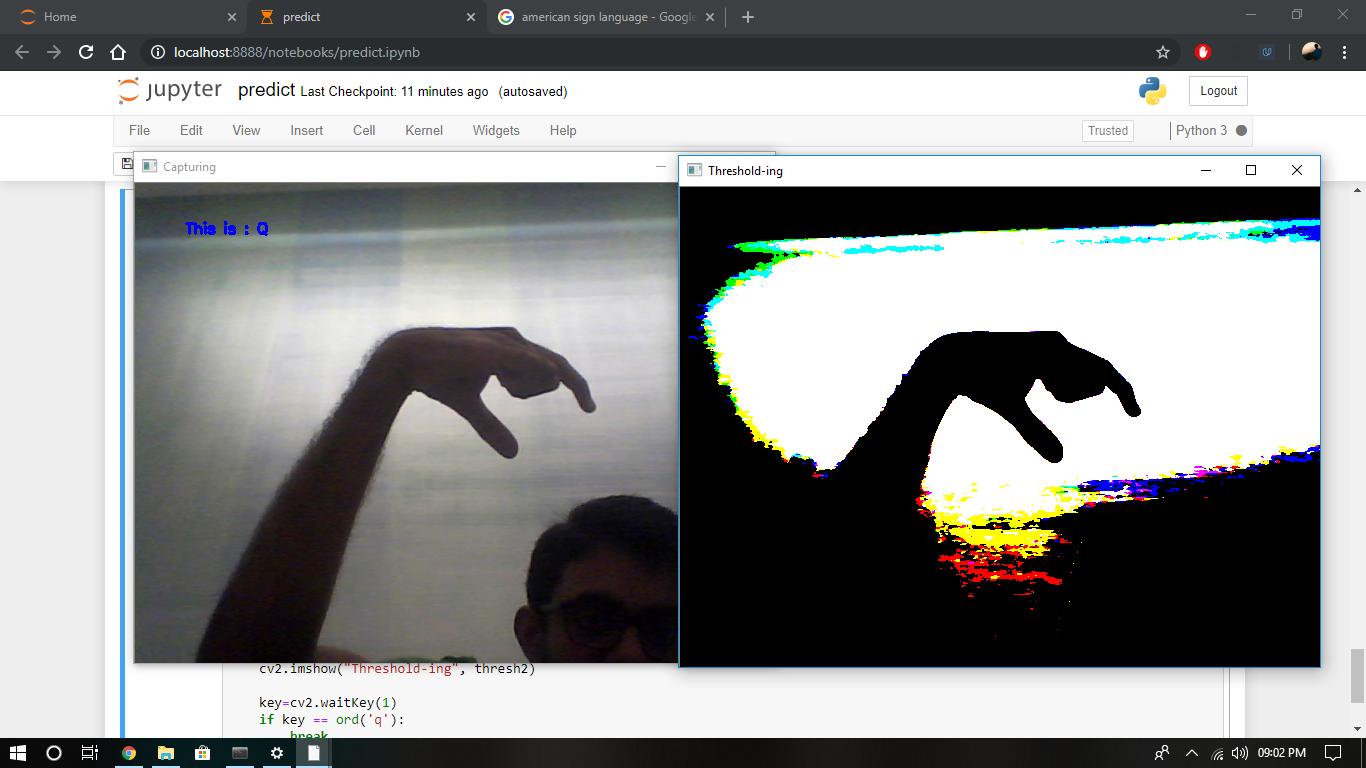 Home
predict
american sign language - Google
localhost:8888/notebooks/predict.ipynb
jupyter predict Last Checkpoint: 11 minutes ago (autosaved)
Logout
File Edit View Insert Cell Kernel Widgets Help
Trusted
Python 3
Capturing
This is : Q
Threshold-ing
cv2.imshow("Threshold-ing", thresh2)
key=cv2.waitKey(1)
if key == ord('q'):
break
09:02 PM